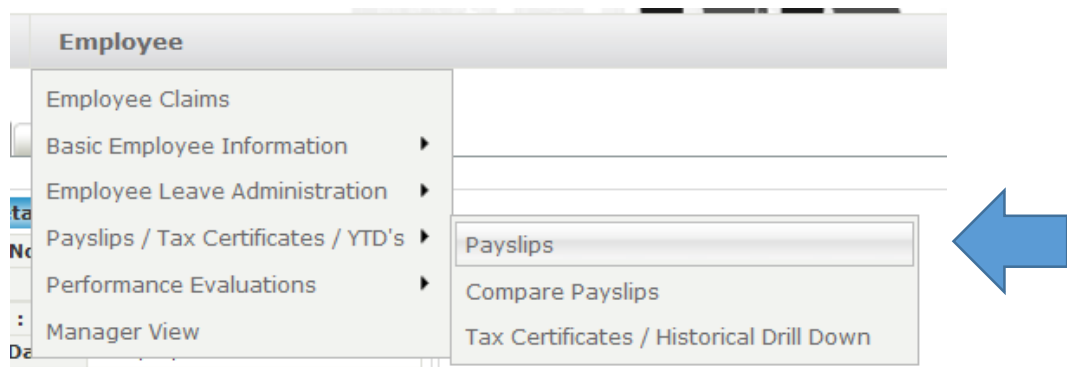 Employee
Employee Claims
Basic Employee Information
Employee Leave Administration
Payslips / Tax Certificates / YTD's
Performance Evaluations
Manager View
Payslips
Compare Payslips
Tax Certificates / Historical Drill Down